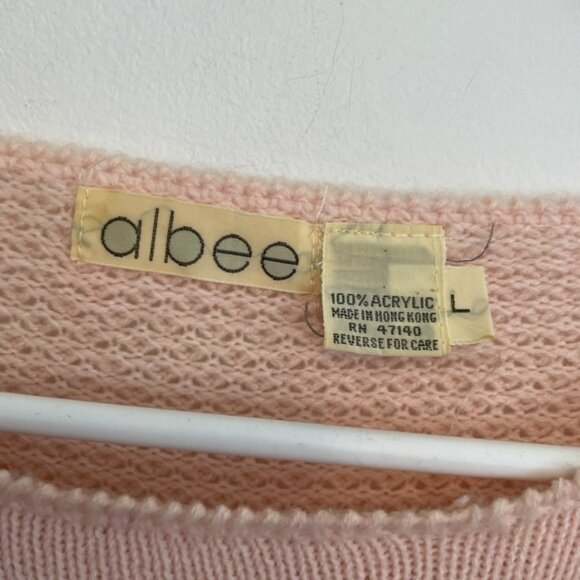 albee
100% ACRYLIC
MADE IN HONG KONG
RN 47140
REVERSE FOR CARE
L